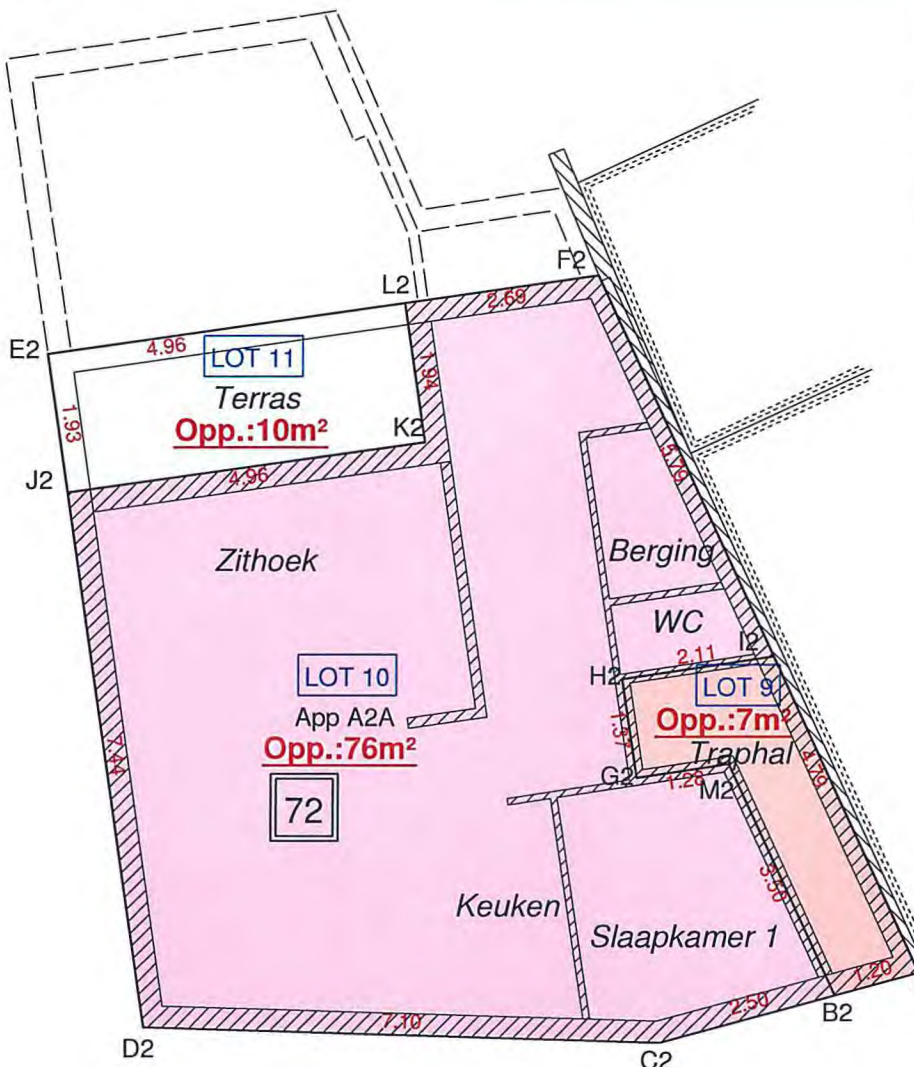 F2
L2
2.69
E2
4.96
LOT 11
Terras
Opp.:10m²
1.94
1.93
K2
J2
4.96
5.79
Zithoek
Berging
WC
I2
2.11
H2
LOT 10
LOT 9
App A2A
Opp.:7m²
Opp.:76m²
1.37
Traphal
7.44
4.79
G2
1.28
M2
72
3.50
Keuken
Slaapkamer 1
1.20
2.50
B2
7.10
D2
C2